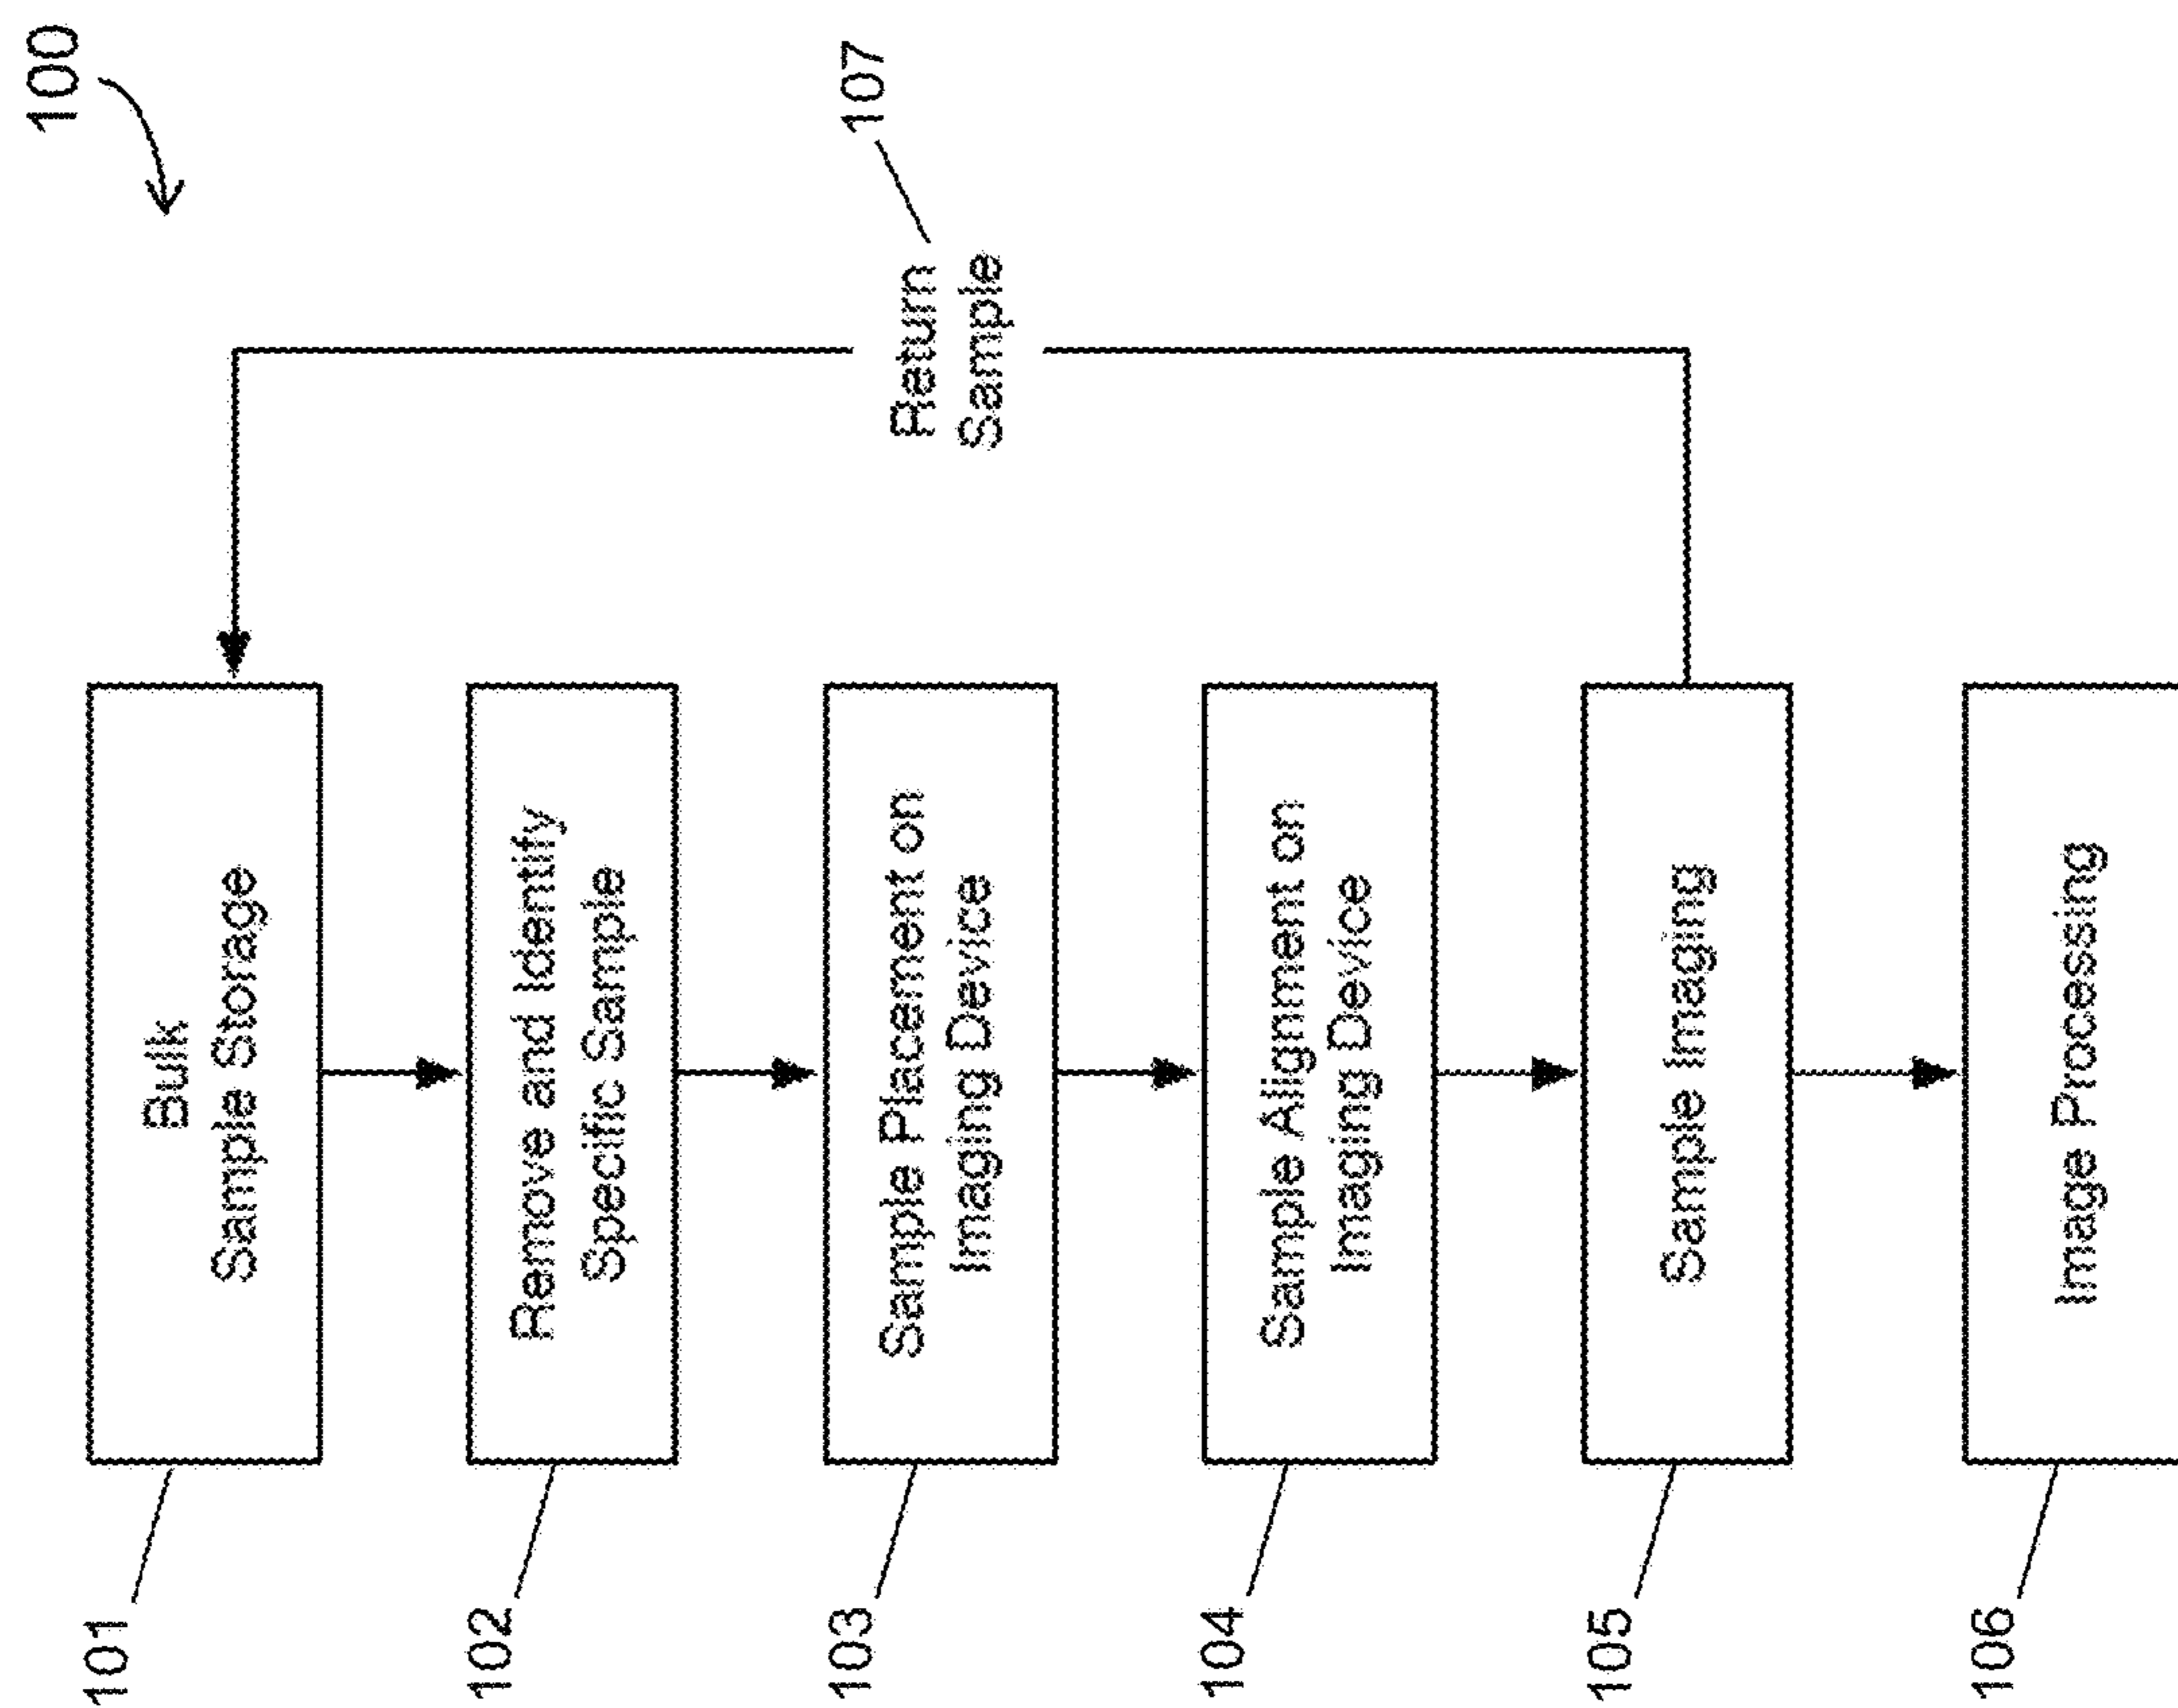 100
101
Bulk
Sample Storage
102
Remove and Identify
Specific Sample
103
Sample Placement on
Imaging Device
107
Return
Sample
104
Sample Alignment on
Imaging Device
105
Sample Imaging
106
Image Processing